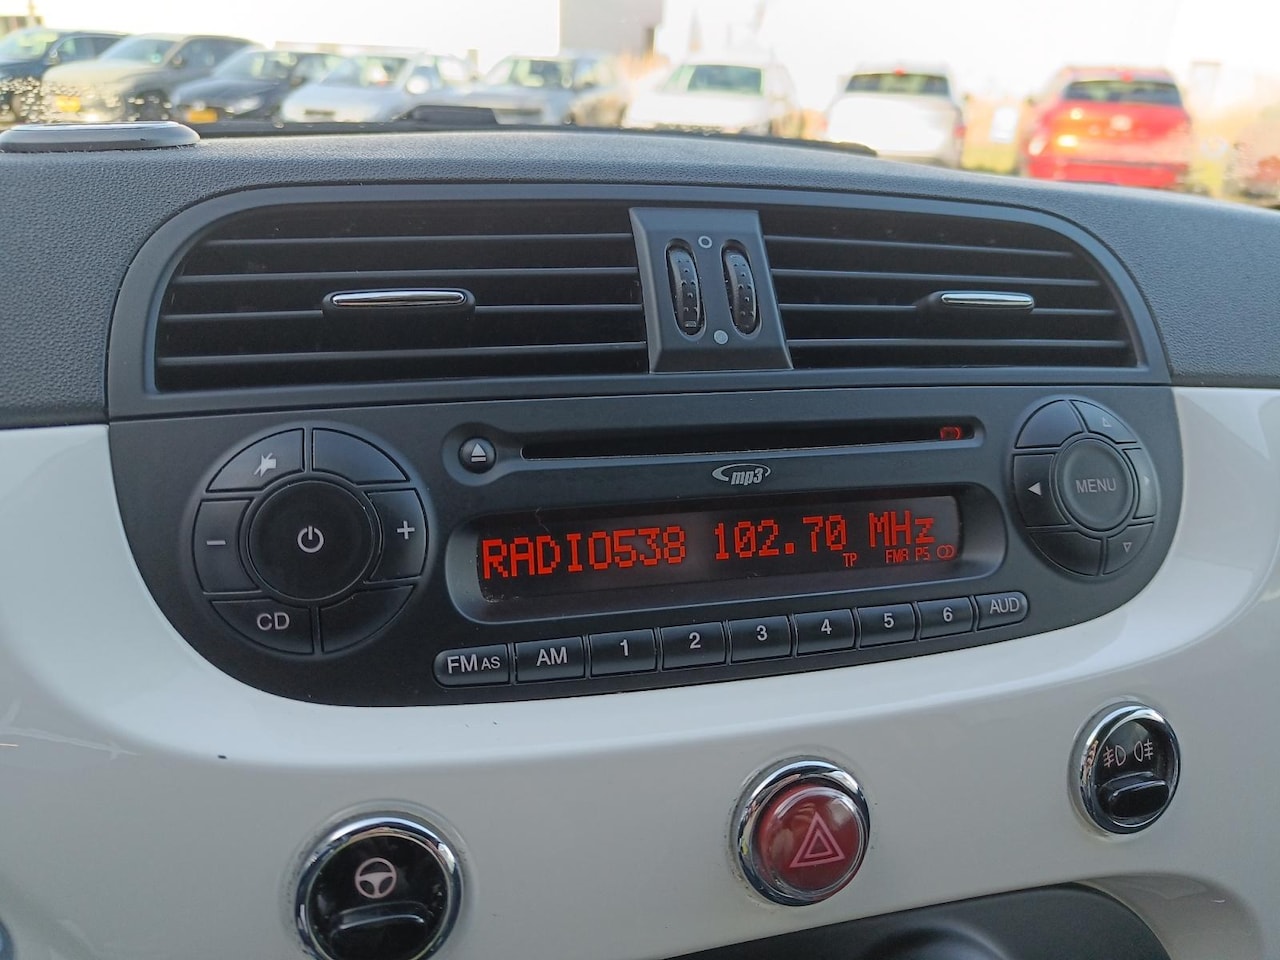 mp3
MENU
RADIO538 102.70 MHz
TP FMA PS
CD
FM AS AM 1 2 3 4 5 6 AUD